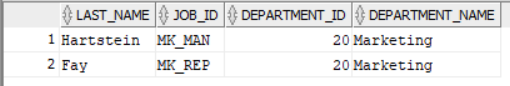 LAST_NAME JOB_ID DEPARTMENT_ID DEPARTMENT_NAME
1 Hartstein MK_MAN 20 Marketing
2 Fay MK_REP 20 Marketing